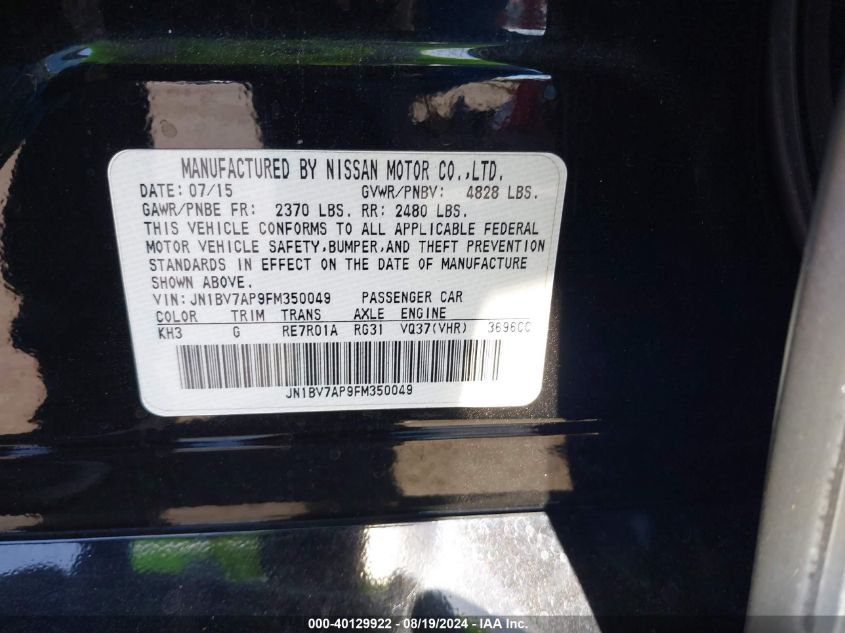 MANUFACTURED BY NISSAN MOTOR CO.,LTD.
DATE: 07/15 GVWR/PNBV: 4828 LBS.
GAWR/PNBE FR: 2370 LBS. RR: 2480 LBS.
THIS VEHICLE CONFORMS TO ALL APPLICABLE FEDERAL
MOTOR VEHICLE SAFETY,BUMPER,AND THEFT PREVENTION
STANDARDS IN EFFECT ON THE DATE OF MANUFACTURE
SHOWN ABOVE.
VIN: JN1BV7AP9FM350049 PASSENGER CAR
COLOR TRIM TRANS AXLE ENGINE
KH3 G RE7R01A RG31 VQ37(VHR) 3696CC
JN1BV7AP9FM350049
000-40129922 - 08/19/2024 - IAA Inc.